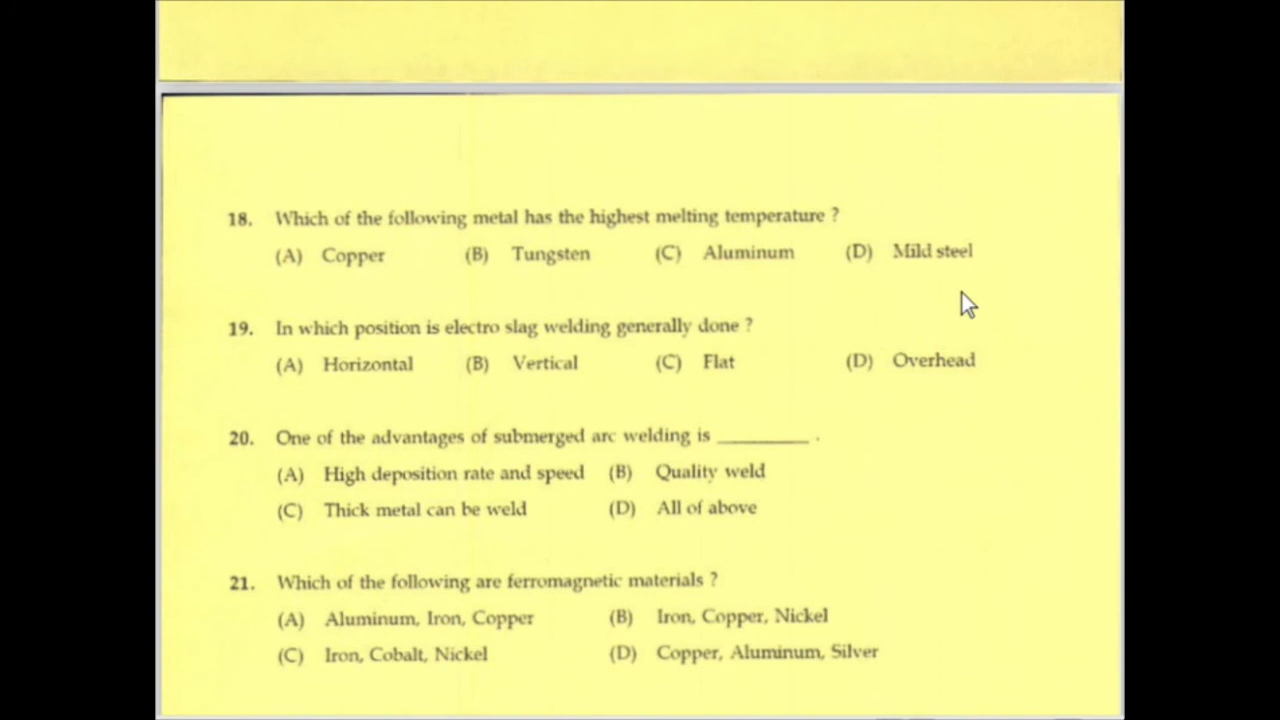 18. Which of the following metal has the highest melting temperature ?
(A) Copper (B) Tungsten (C) Aluminum (D) Mild steel
19. In which position is electro slag welding generally done ?
(A) Horizontal (B) Vertical (C) Flat (D) Overhead
20. One of the advantages of submerged arc welding is _________ .
(A) High deposition rate and speed (B) Quality weld
(C) Thick metal can be weld (D) All of above
21. Which of the following are ferromagnetic materials ?
(A) Aluminum, Iron, Copper (B) Iron, Copper, Nickel
(C) Iron, Cobalt, Nickel (D) Copper, Aluminum, Silver